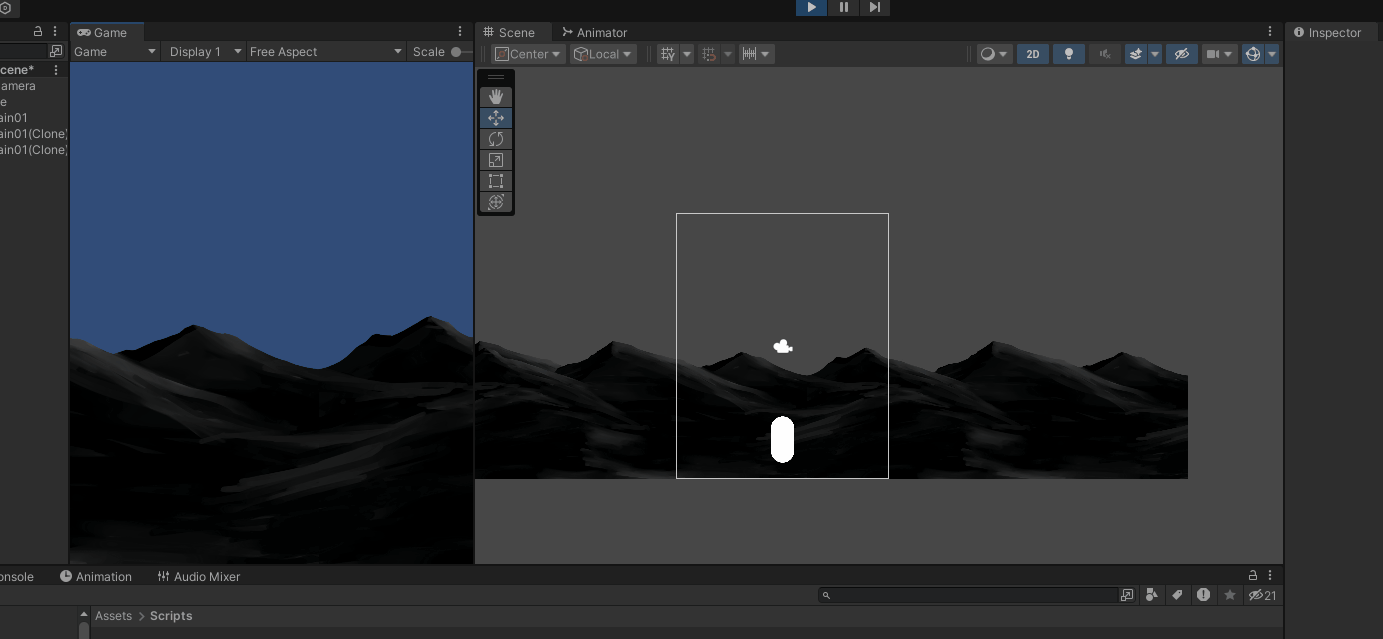 Game
Scene
Animator
Inspector
Game
Display 1
Free Aspect
Scale
Center
Local
2D
cene*
amera
e
ain01
ain01(Clone)
ain01(Clone)
onsole
Animation
Audio Mixer
21
Assets > Scripts